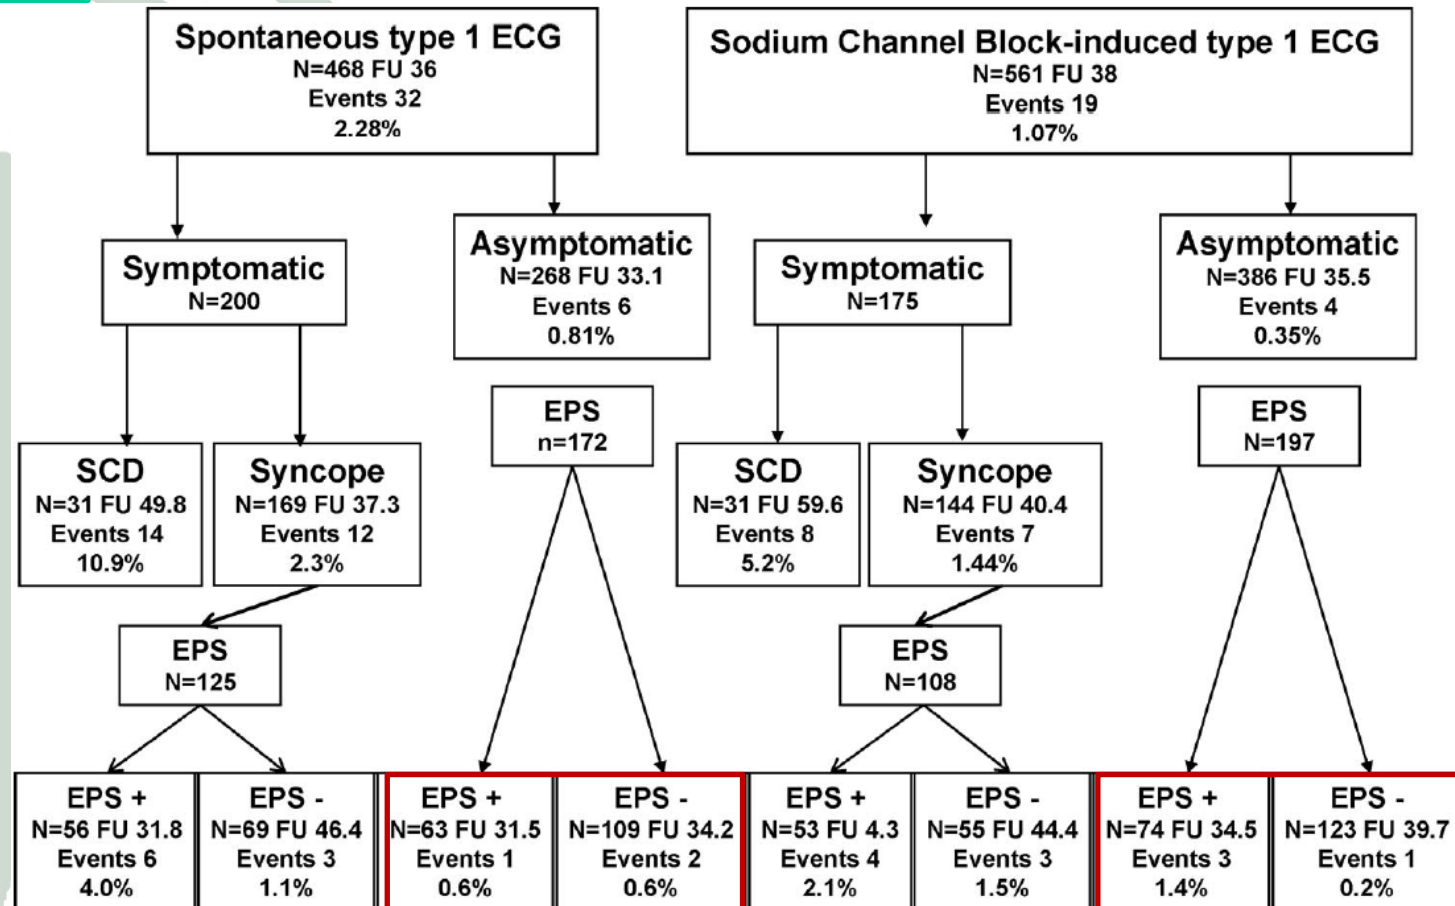 Spontaneous type 1 ECG
N=468 FU 36
Events 32
2.28%
Sodium Channel Block-induced type 1 ECG
N=561 FU 38
Events 19
1.07%
Symptomatic
N=200
Asymptomatic
N=268 FU 33.1
Events 6
0.81%
Symptomatic
N=175
Asymptomatic
N=386 FU 35.5
Events 4
0.35%
SCD
N=31 FU 49.8
Events 14
10.9%
Syncope
N=169 FU 37.3
Events 12
2.3%
EPS
n=172
SCD
N=31 FU 59.6
Events 8
5.2%
Syncope
N=144 FU 40.4
Events 7
1.44%
EPS
N=197
EPS
N=125
EPS
N=108
EPS +
N=56 FU 31.8
Events 6
4.0%
EPS -
N=69 FU 46.4
Events 3
1.1%
EPS +
N=63 FU 31.5
Events 1
0.6%
EPS -
N=109 FU 34.2
Events 2
0.6%
EPS +
N=53 FU 4.3
Events 4
2.1%
EPS -
N=55 FU 44.4
Events 3
1.5%
EPS +
N=74 FU 34.5
Events 3
1.4%
EPS -
N=123 FU 39.7
Events 1
0.2%